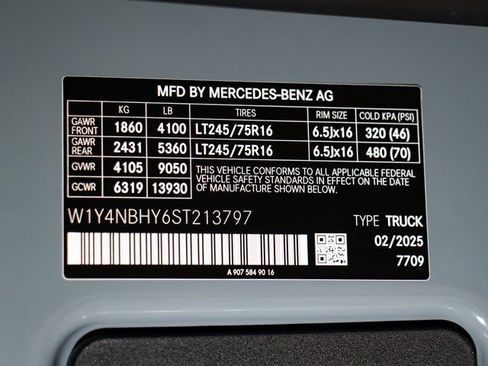 MFD BY MERCEDES-BENZ AG
KG LB TIRES RIM SIZE COLD KPA (PSI)
GAWR FRONT 1860 4100 LT245/75R16 6.5Jx16 320 (46)
GAWR REAR 2431 5360 LT245/75R16 6.5Jx16 480 (70)
GVWR 4105 9050 THIS VEHICLE CONFORMS TO ALL APPLICABLE FEDERAL
GCWR 6319 13930 VEHICLE SAFETY STANDARDS IN EFFECT ON THE DATE
OF MANUFACTURE SHOWN ABOVE.
W1Y4NBHY6ST213797 TYPE TRUCK
02/2025
7709
A 907 584 90 16